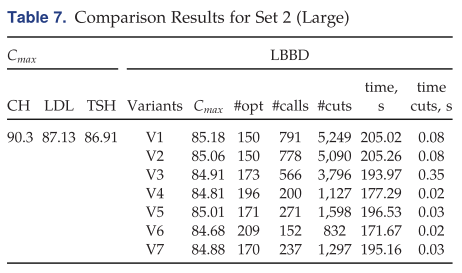 Table 7. Comparison Results for Set 2 (Large)
Cmax LBBD
time, time
CH LDL TSH Variants Cmax #opt #calls #cuts s cuts, s
90.3 87.13 86.91 V1 85.18 150 791 5,249 205.02 0.08
V2 85.06 150 778 5,090 205.26 0.08
V3 84.91 173 566 3,796 193.97 0.35
V4 84.81 196 200 1,127 177.29 0.02
V5 85.01 171 271 1,598 196.53 0.03
V6 84.68 209 152 832 171.67 0.02
V7 84.88 170 237 1,297 195.16 0.03